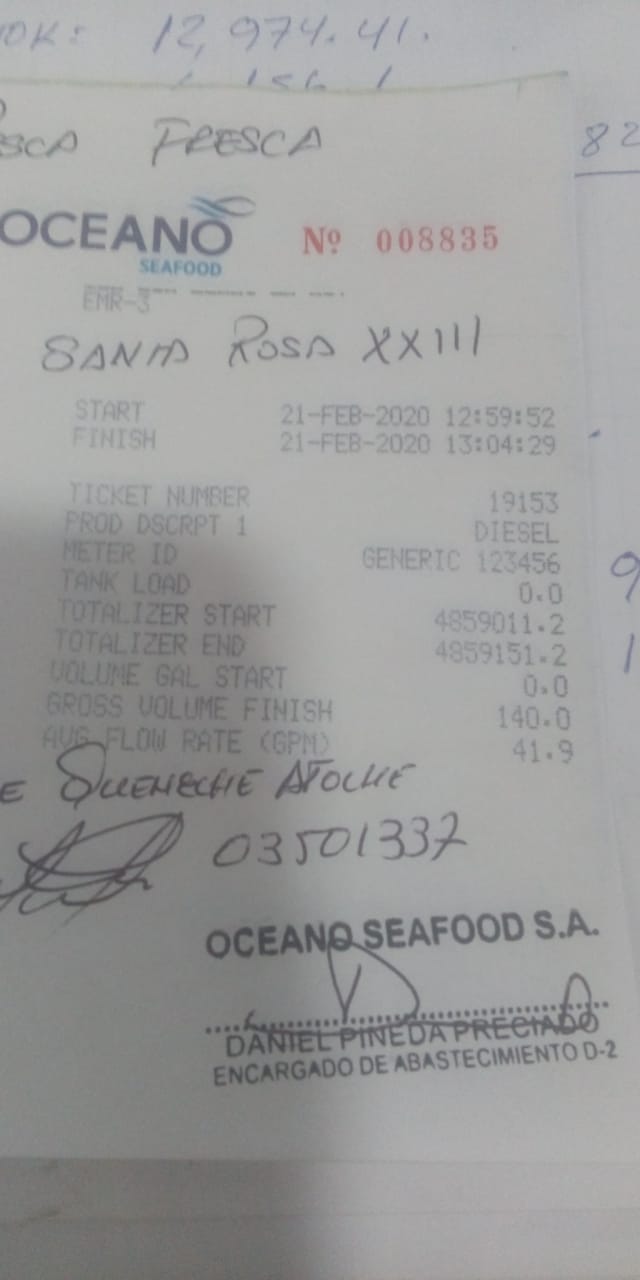 OK: 12,974.41.
FRESCA
82
OCEANO
SEAFOOD
Nº 008835
EMR-3
SANTA ROSA XXIII
START 21-FEB-2020 12:59:52
FINISH 21-FEB-2020 13:04:29
TICKET NUMBER 19153
PROD DSCRPT 1 DIESEL
METER ID GENERIC 123456
TANK LOAD 0.0
TOTALIZER START 4859011.2
TOTALIZER END 4859151.2
VOLUME GAL START 0.0
GROSS VOLUME FINISH 140.0
AVG FLOW RATE (GPM) 41.9
ATOCHE
03501337
OCEANO SEAFOOD S.A.
DANIEL PINEDA PRECIADO
ENCARGADO DE ABASTECIMIENTO D-2